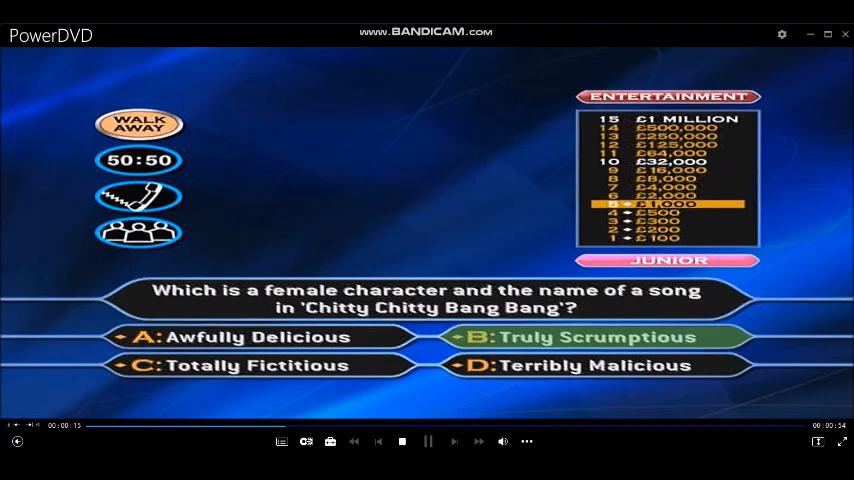 PowerDVD
www.BANDICAM.com
WALK
AWAY
50:50
ENTERTAINMENT
15 £1 MILLION
14 £500,000
13 £250,000
12 £125,000
11 £64,000
10 £32,000
9 £16,000
8 £8,000
7 £4,000
6 £2,000
5 £1,000
4 £500
3 £300
2 £200
1 £100
JUNIOR
Which is a female character and the name of a song
in 'Chitty Chitty Bang Bang'?
A: Awfully Delicious
B: Truly Scrumptious
C: Totally Fictitious
D: Terribly Malicious
00:00:15
00:00:54